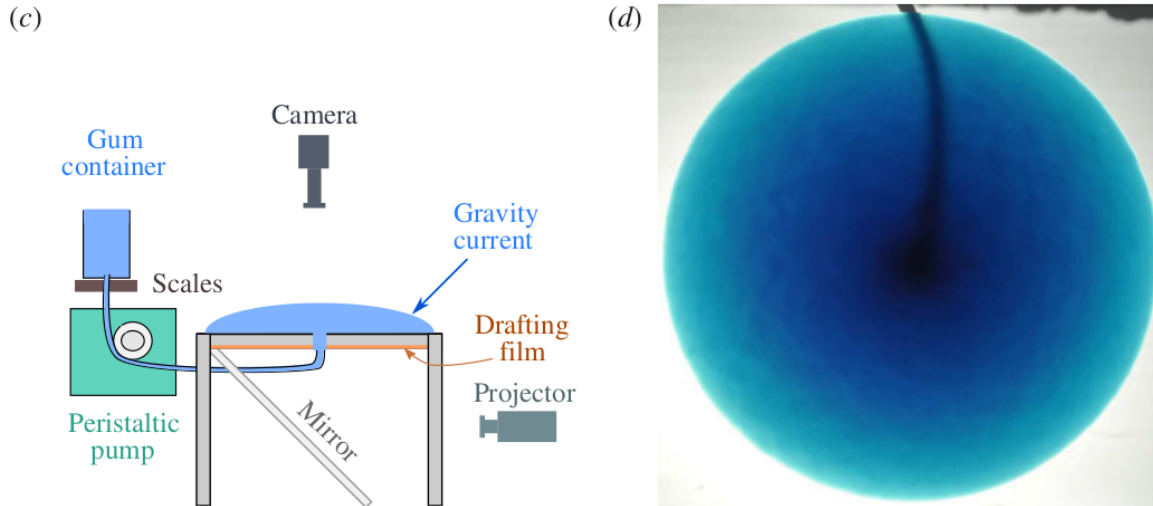 (c)
(d)
Camera
Gum
container
Gravity
current
Scales
Drafting
film
Projector
Mirror
Peristaltic
pump